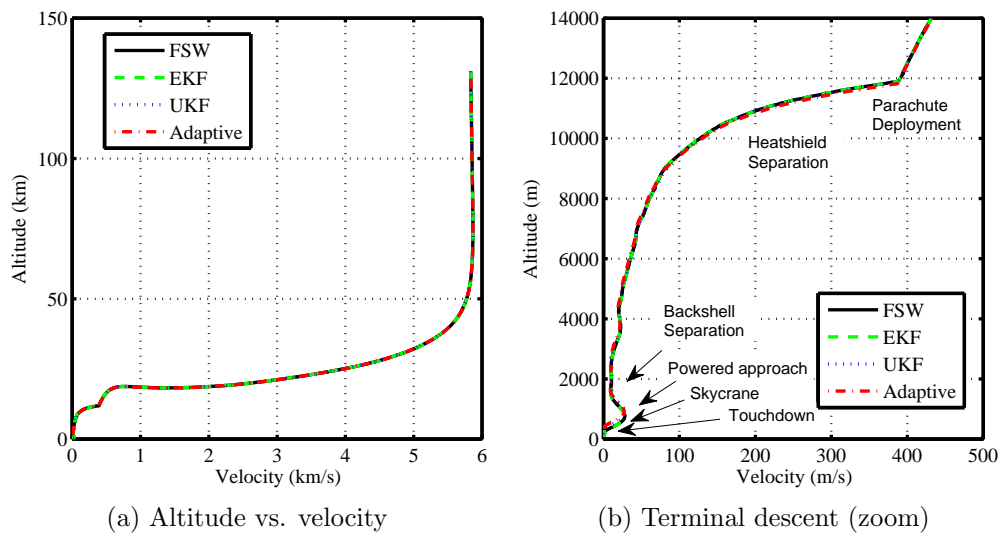 150
100
50
0
Altitude (km)
0
1
2
3
4
5
6
Velocity (km/s)
FSW
EKF
UKF
Adaptive
(a) Altitude vs. velocity
14000
12000
10000
8000
6000
4000
2000
0
Altitude (m)
0
100
200
300
400
500
Velocity (m/s)
Parachute
Deployment
Heatshield
Separation
Backshell
Separation
Powered approach
Skycrane
Touchdown
FSW
EKF
UKF
Adaptive
(b) Terminal descent (zoom)